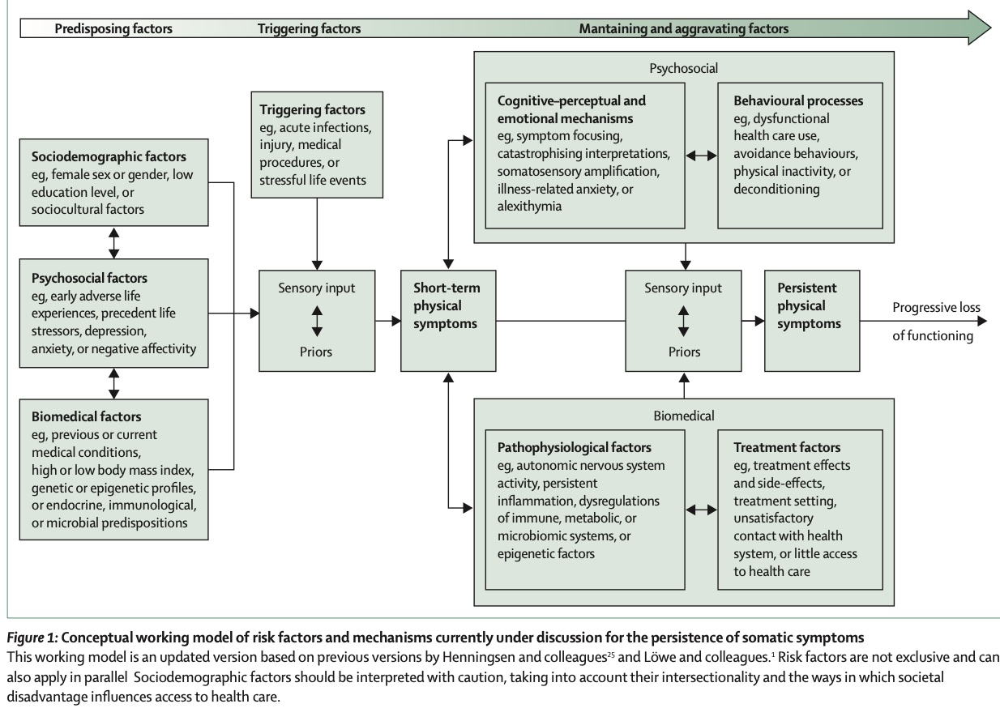 Predisposing factors
Triggering factors
Mantaining and aggravating factors
Sociodemographic factors
eg, female sex or gender, low
education level, or
sociocultural factors
Psychosocial factors
eg, early adverse life
experiences, precedent life
stressors, depression,
anxiety, or negative affectivity
Biomedical factors
eg, previous or current
medical conditions,
high or low body mass index,
genetic or epigenetic profiles,
or endocrine, immunological,
or microbial predispositions
Triggering factors
eg, acute infections,
injury, medical
procedures, or
stressful life events
Sensory input
Priors
Short-term
physical
symptoms
Psychosocial
Cognitive–perceptual and
emotional mechanisms
eg, symptom focusing,
catastrophising interpretations,
somatosensory amplification,
illness-related anxiety, or
alexithymia
Behavioural processes
eg, dysfunctional
health care use,
avoidance behaviours,
physical inactivity, or
deconditioning
Sensory input
Priors
Persistent
physical
symptoms
Progressive loss
of functioning
Biomedical
Pathophysiological factors
eg, autonomic nervous system
activity, persistent
inflammation, dysregulations
of immune, metabolic, or
microbiomic systems, or
epigenetic factors
Treatment factors
eg, treatment effects
and side-effects,
treatment setting,
unsatisfactory
contact with health
system, or little access
to health care
Figure 1: Conceptual working model of risk factors and mechanisms currently under discussion for the persistence of somatic symptoms
This working model is an updated version based on previous versions by Henningsen and colleagues²⁵ and Löwe and colleagues.¹ Risk factors are not exclusive and can
also apply in parallel Sociodemographic factors should be interpreted with caution, taking into account their intersectionality and the ways in which societal
disadvantage influences access to health care.